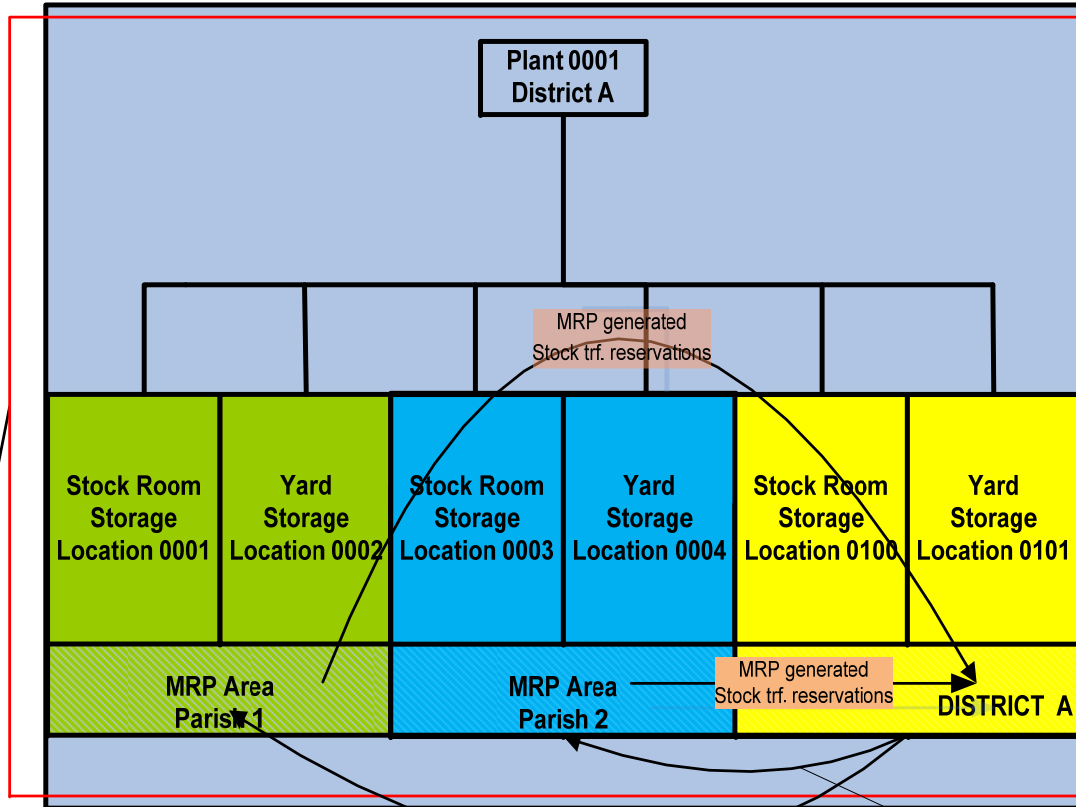 Plant 0001
District A
MRP generated
Stock trf. reservations
Stock Room
Storage
Location 0001
Yard
Storage
Location 0002
Stock Room
Storage
Location 0003
Yard
Storage
Location 0004
Stock Room
Storage
Location 0100
Yard
Storage
Location 0101
MRP Area
Parish 1
MRP Area
Parish 2
MRP generated
Stock trf. reservations
DISTRICT A